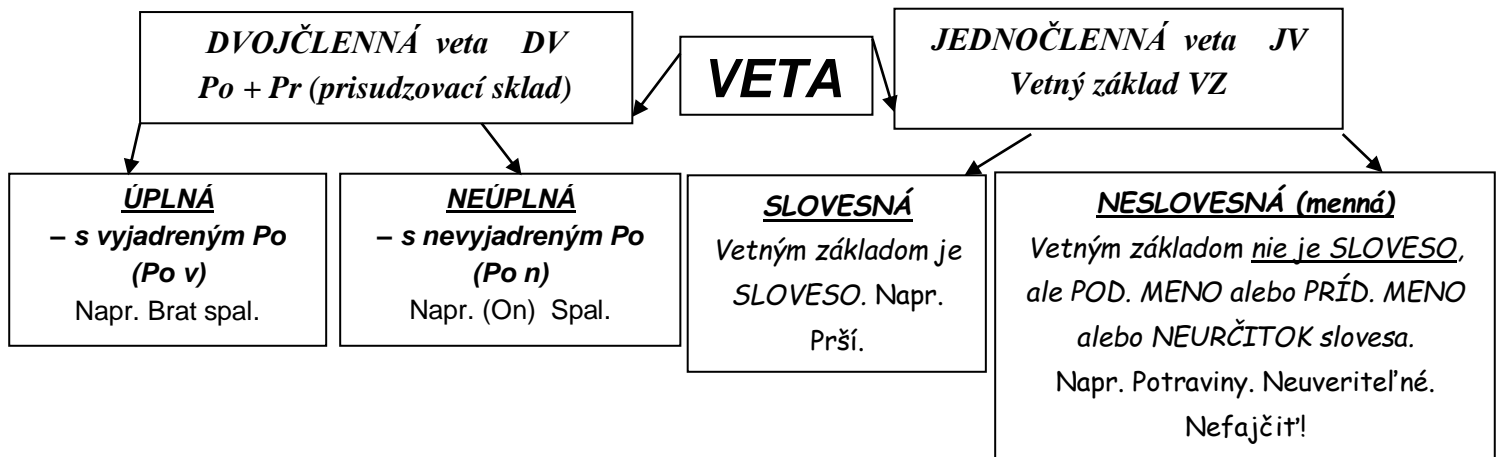 VETA
DVOJČLENNÁ veta DV
Po + Pr (prisudzovací sklad)
JEDNOČLENNÁ veta JV
Vetný základ VZ
ÚPLNÁ
– s vyjadreným Po
(Po v)
Napr. Brat spal.
NEÚPLNÁ
– s nevyjadreným Po
(Po n)
Napr. (On) Spal.
SLOVESNÁ
Vetným základom je
SLOVESO. Napr.
Prší.
NESLOVESNÁ (menná)
Vetným základom nie je SLOVESO,
ale POD. MENO alebo PRÍD. MENO
alebo NEURČITOK slovesa.
Napr. Potraviny. Neuveriteľné.
Nefajčiť!